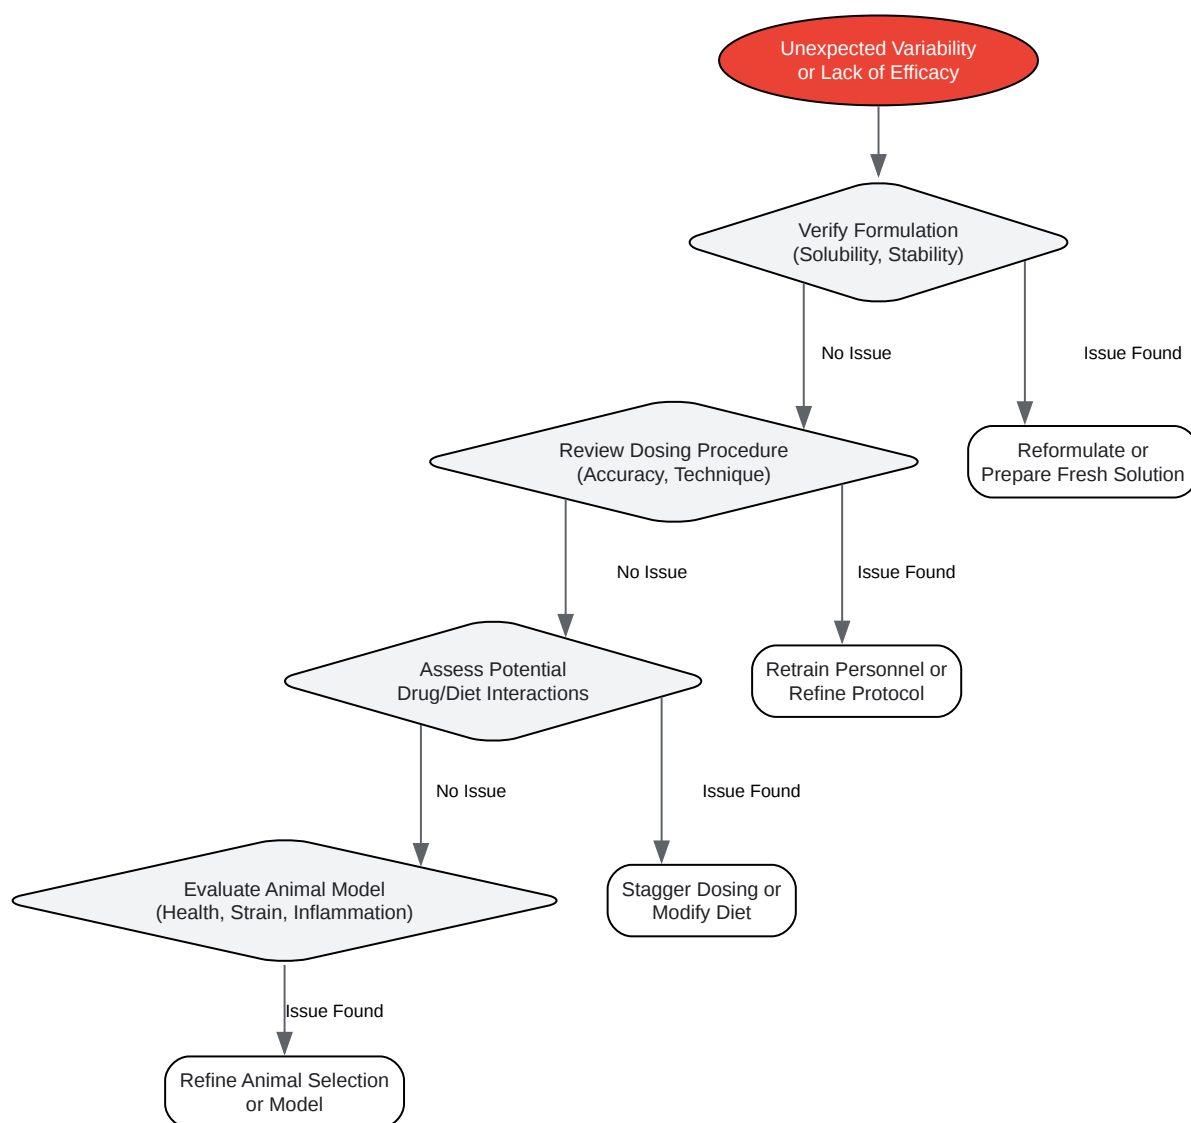 Unexpected Variability
or Lack of Efficacy
Verify Formulation
(Solubility, Stability)
No Issue
Issue Found
Review Dosing Procedure
(Accuracy, Technique)
Reformulate or
Prepare Fresh Solution
No Issue
Issue Found
Assess Potential
Drug/Diet Interactions
Retrain Personnel or
Refine Protocol
No Issue
Issue Found
Evaluate Animal Model
(Health, Strain, Inflammation)
Stagger Dosing or
Modify Diet
Issue Found
Refine Animal Selection
or Model